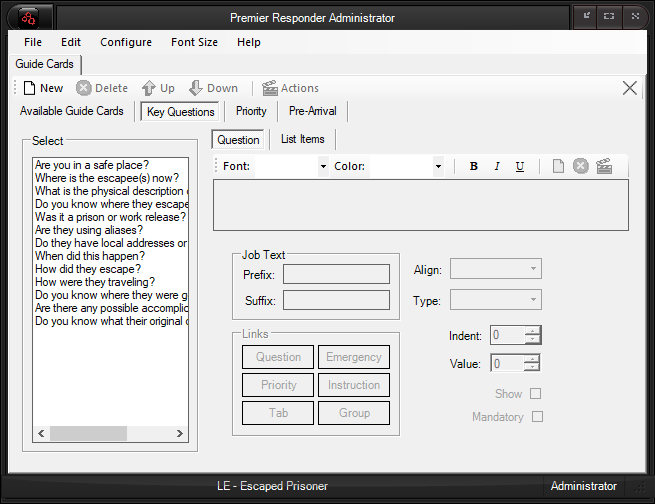 Premier Responder Administrator
File Edit Configure Font Size Help
Guide Cards
New Delete Up Down Actions
Available Guide Cards Key Questions Priority Pre-Arrival
Select
Are you in a safe place?
Where is the escapee(s) now?
What is the physical description
Do you know where they escape
Was it a prison or work release?
Are they using aliases?
Do they have local addresses or
When did this happen?
How did they escape?
How were they traveling?
Do you know where they were g
Are there any possible accomplic
Do you know what their original
Question List Items
Font: Color: B I U
Job Text
Prefix:
Suffix:
Align:
Type:
Links
Question Emergency
Priority Instruction
Tab Group
Indent: 0
Value: 0
Show
Mandatory
LE - Escaped Prisoner Administrator